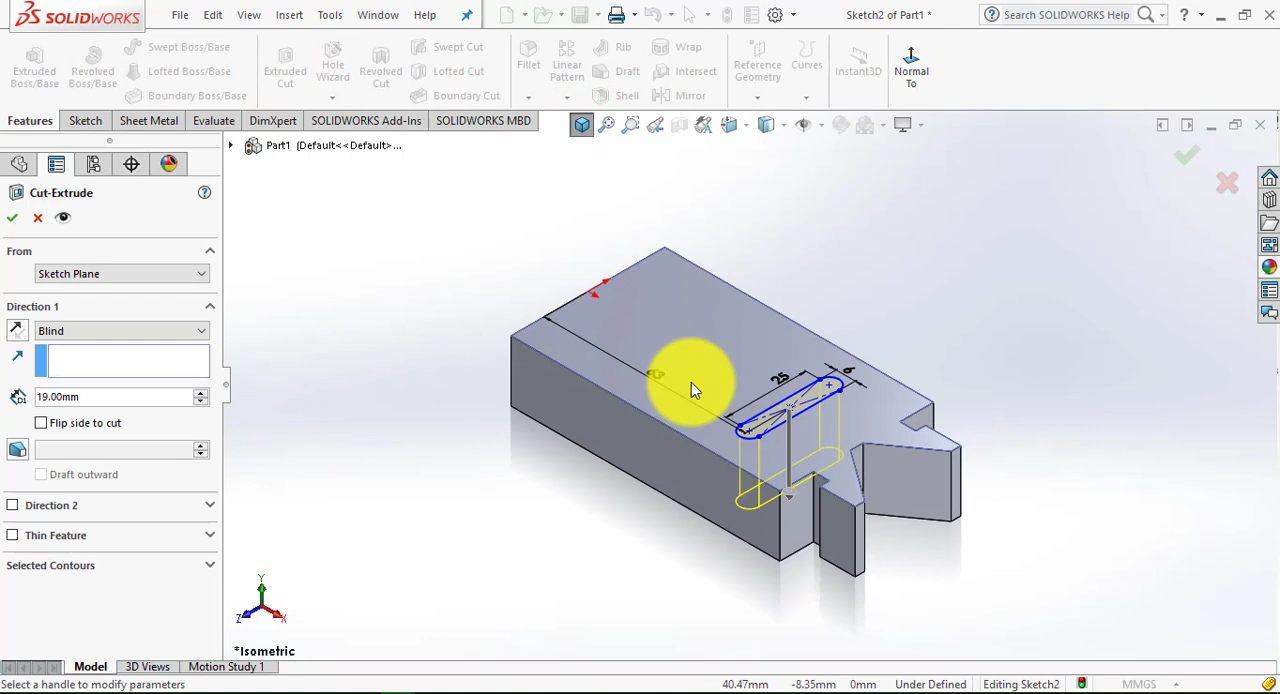 SOLIDWORKS
File Edit View Insert Tools Window Help
Sketch2 of Part1 *
Search SOLIDWORKS Help
?
Extruded Boss/Base
Revolved Boss/Base
Swept Boss/Base
Lofted Boss/Base
Boundary Boss/Base
Extruded Cut
Hole Wizard
Revolved Cut
Swept Cut
Lofted Cut
Boundary Cut
Fillet
Linear Pattern
Rib
Draft
Shell
Wrap
Intersect
Mirror
Reference Geometry
Curves
Instant3D
Normal To
Features Sketch Sheet Metal Evaluate DimXpert SOLIDWORKS Add-Ins SOLIDWORKS MBD
Part1 (Default<<Default>...
Cut-Extrude
From
Sketch Plane
Direction 1
Blind
19.00mm
Flip side to cut
Draft outward
Direction 2
Thin Feature
Selected Contours
25
6
Y
Z
X
*Isometric
Model 3D Views Motion Study 1
Select a handle to modify parameters
40.47mm -8.35mm 0mm Under Defined Editing Sketch2 MMGS